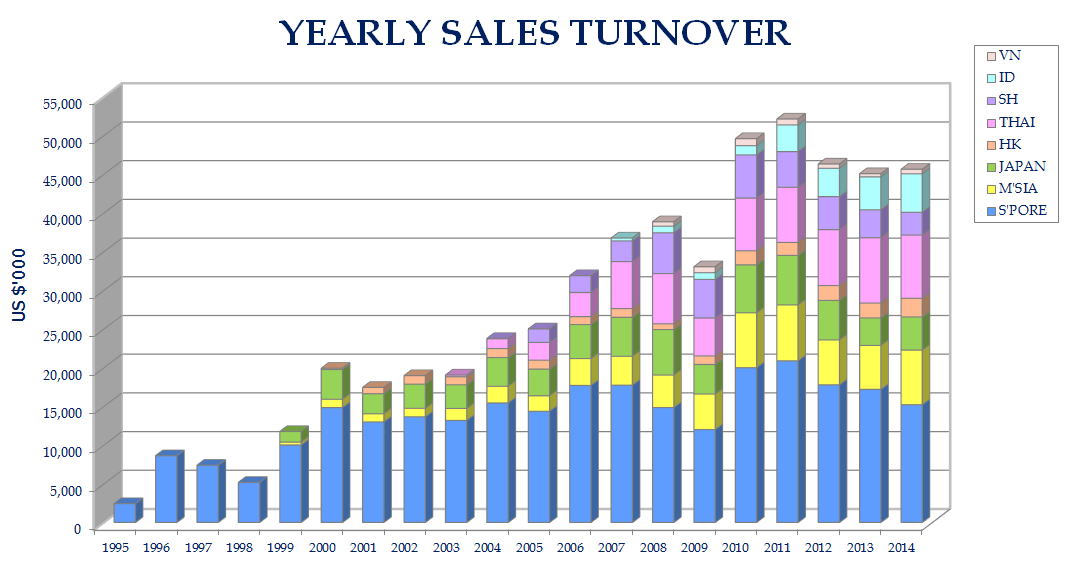 YEARLY SALES TURNOVER
VN
ID
SH
THAI
HK
JAPAN
M'SIA
S'PORE
55,000
50,000
45,000
40,000
35,000
30,000
25,000
20,000
15,000
10,000
5,000
0
US $'000
1995 1996 1997 1998 1999 2000 2001 2002 2003 2004 2005 2006 2007 2008 2009 2010 2011 2012 2013 2014